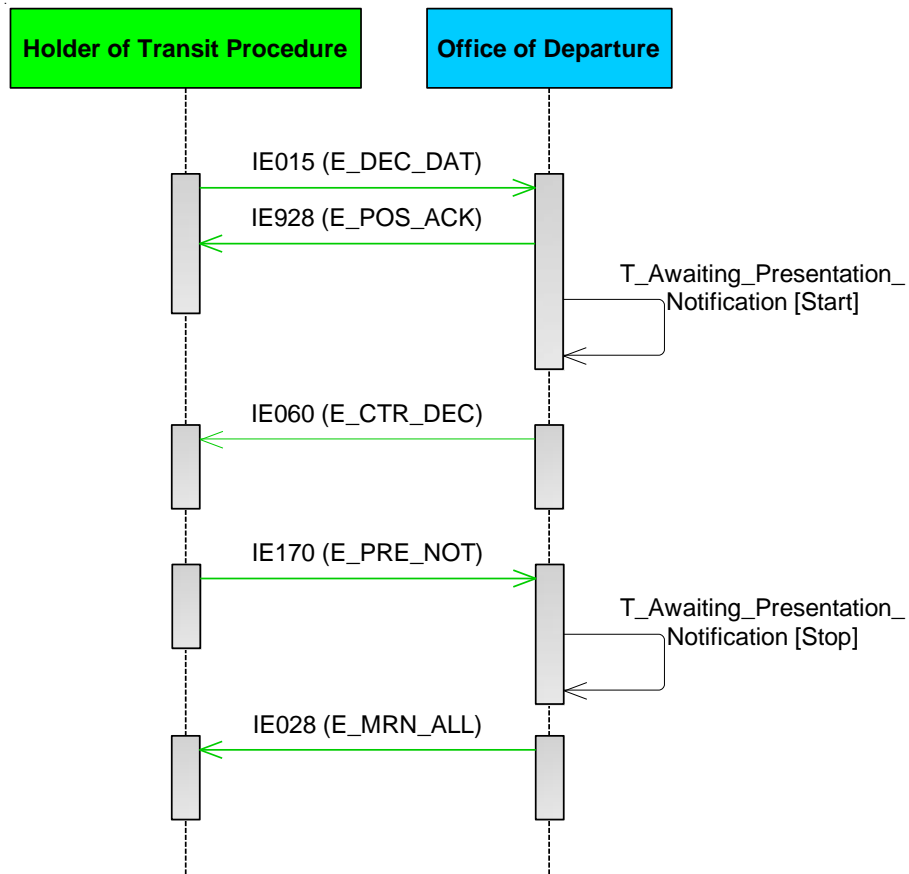 Holder of Transit Procedure
Office of Departure
IE015 (E_DEC_DAT)
IE928 (E_POS_ACK)
T_Awaiting_Presentation_
Notification [Start]
IE060 (E_CTR_DEC)
IE170 (E_PRE_NOT)
T_Awaiting_Presentation_
Notification [Stop]
IE028 (E_MRN_ALL)